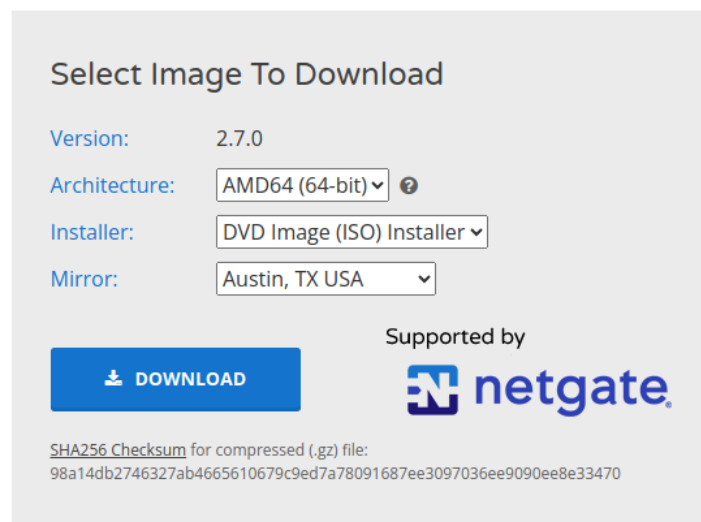 Select Image To Download
Version: 2.7.0
Architecture: AMD64 (64-bit)
Installer: DVD Image (ISO) Installer
Mirror: Austin, TX USA
Supported by
DOWNLOAD
netgate
SHA256 Checksum for compressed (.gz) file:
98a14db2746327ab4665610679c9ed7a78091687ee3097036ee9090ee8e33470